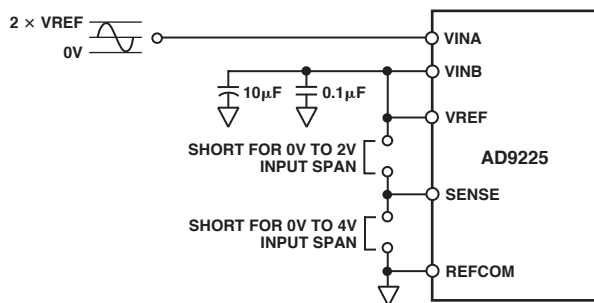 2 × VREF
0V
VINA
VINB
10μF
0.1μF
VREF
SHORT FOR 0V TO 2V
INPUT SPAN
AD9225
SENSE
SHORT FOR 0V TO 4V
INPUT SPAN
REFCOM